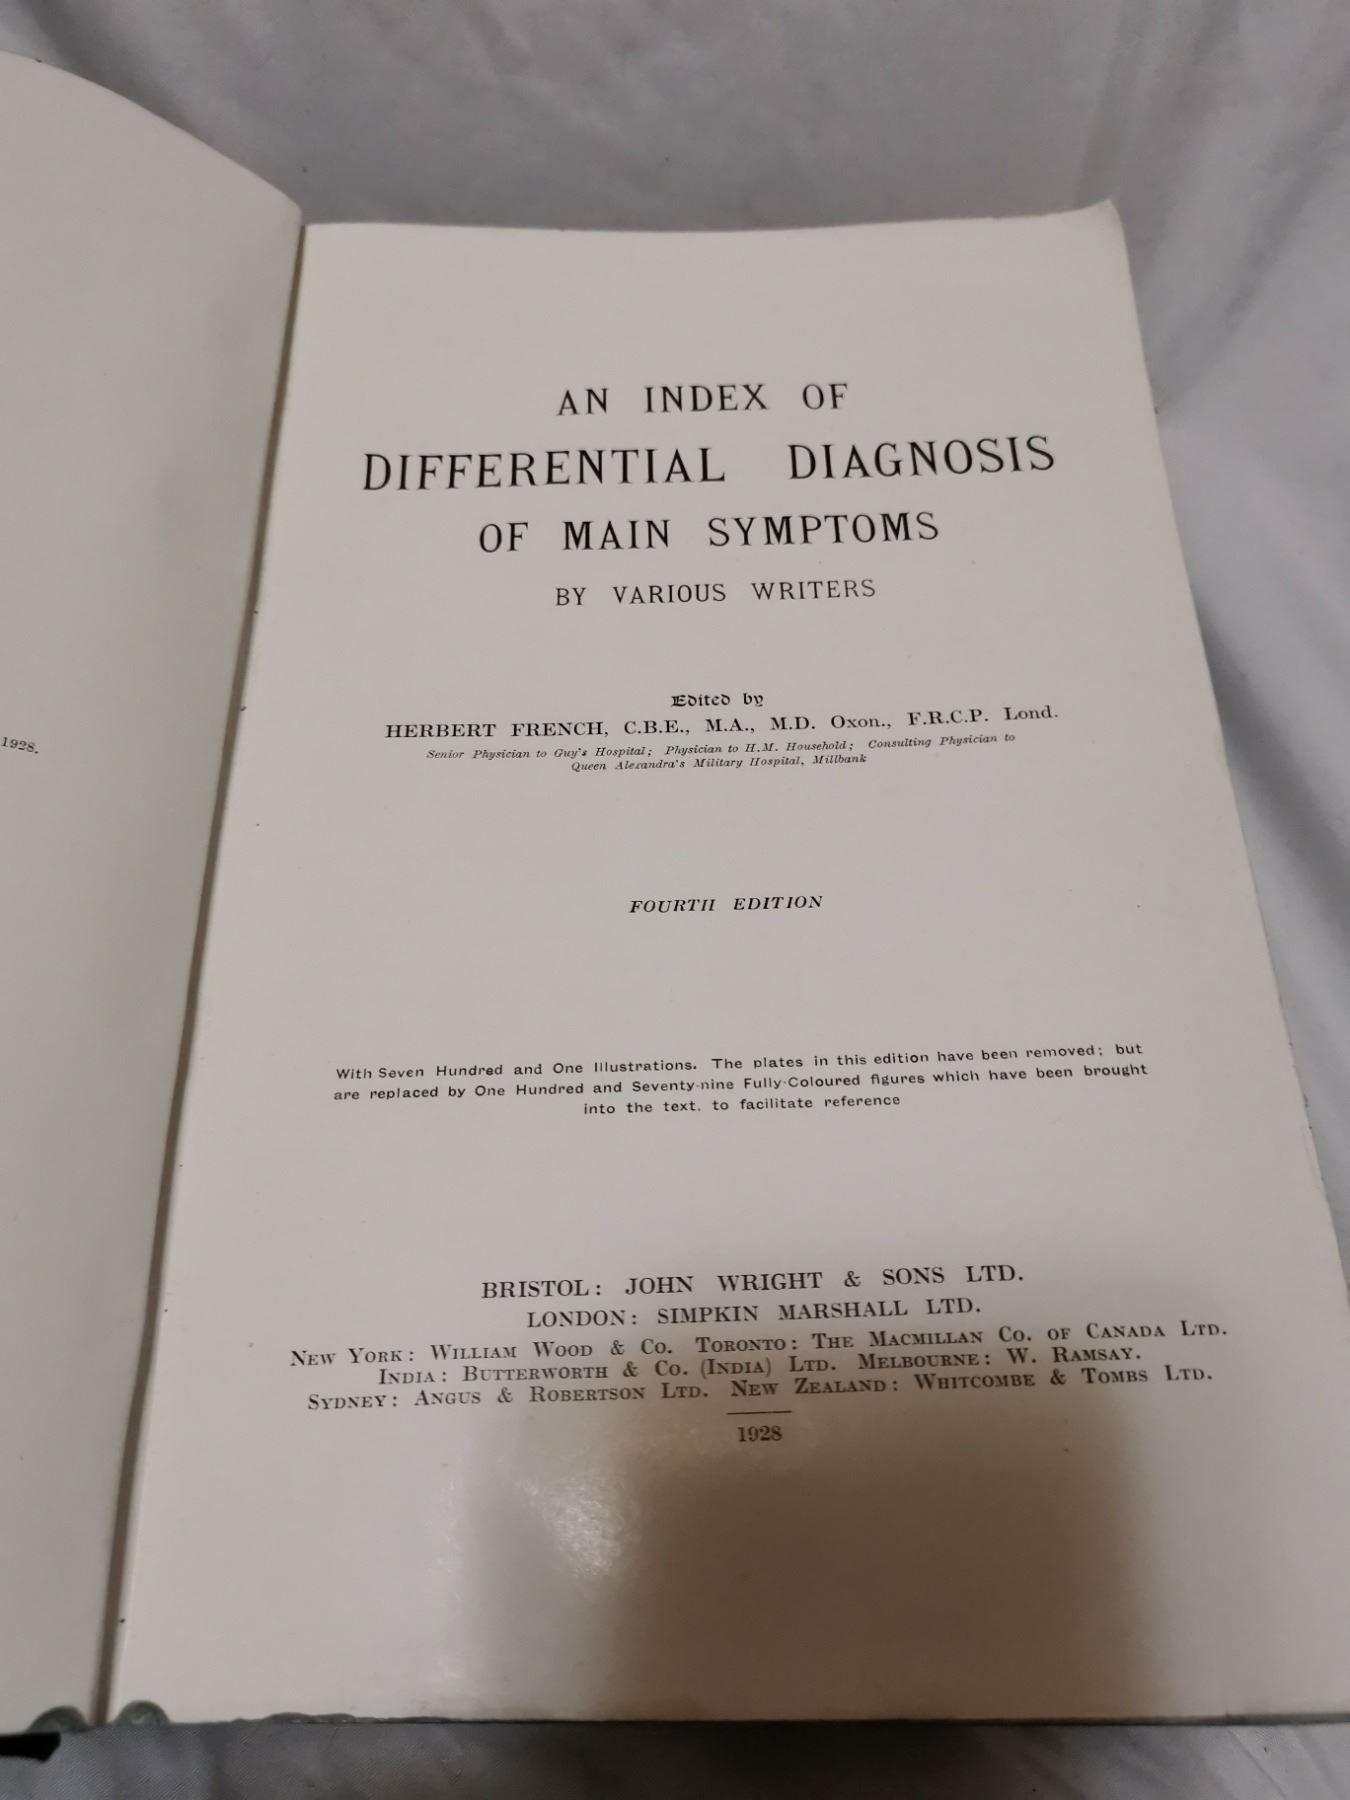 1928.
AN INDEX OF
DIFFERENTIAL DIAGNOSIS
OF MAIN SYMPTOMS
BY VARIOUS WRITERS
Edited by
HERBERT FRENCH, C.B.E., M.A., M.D. Oxon., F.R.C.P. Lond.
Senior Physician to Guy's Hospital; Physician to H.M. Household; Consulting Physician to
Queen Alexandra's Military Hospital, Millbank
FOURTH EDITION
With Seven Hundred and One Illustrations. The plates in this edition have been removed; but
are replaced by One Hundred and Seventy-nine Fully-Coloured figures which have been brought
into the text, to facilitate reference
BRISTOL: JOHN WRIGHT & SONS LTD.
LONDON: SIMPKIN MARSHALL LTD.
NEW YORK: WILLIAM WOOD & CO. TORONTO: THE MACMILLAN CO. OF CANADA LTD.
INDIA: BUTTERWORTH & CO. (INDIA) LTD. MELBOURNE: W. RAMSAY.
SYDNEY: ANGUS & ROBERTSON LTD. NEW ZEALAND: WHITCOMBE & TOMBS LTD.
1928